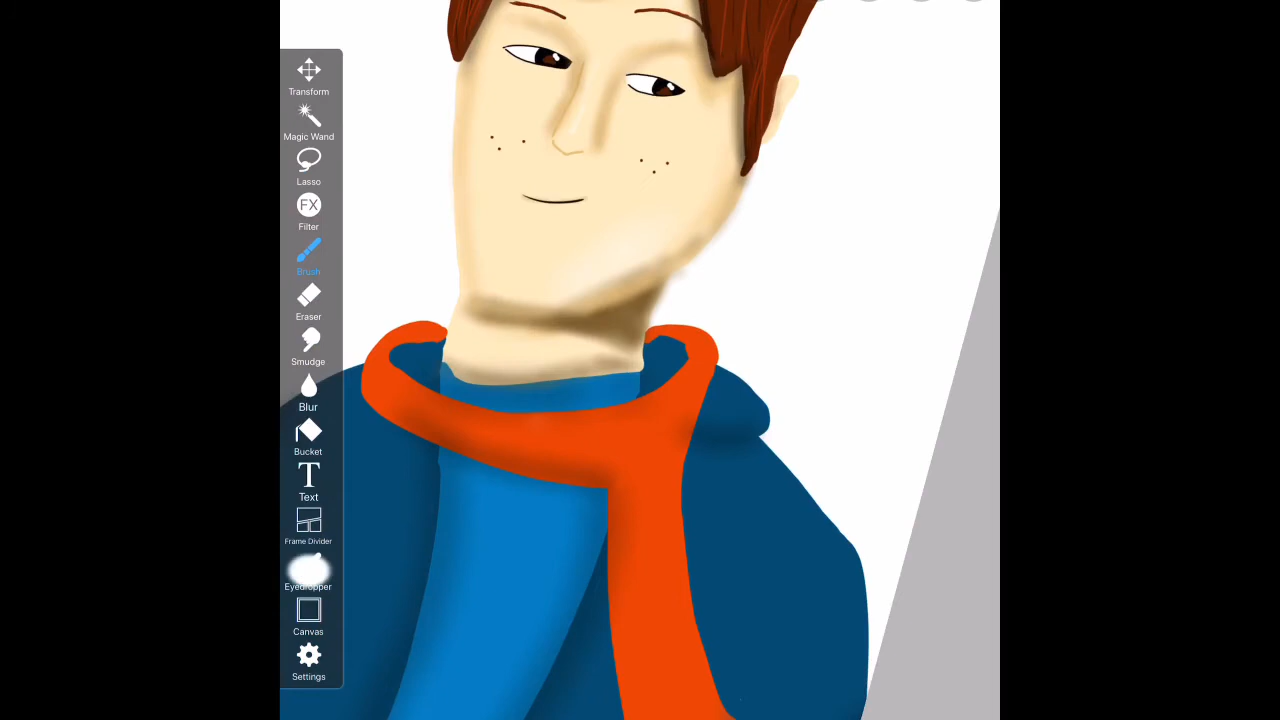 Transform
Magic Wand
Lasso
FX
Filter
Brush
Eraser
Smudge
Blur
Bucket
T
Text
Frame Divider
Eyedropper
Canvas
Settings